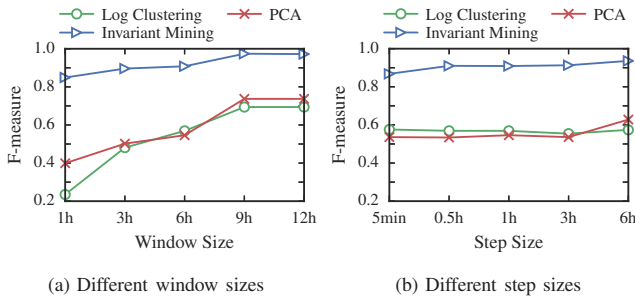 Log Clustering
PCA
Invariant Mining
1.0
0.8
0.6
0.4
0.2
F-measure
1h
3h
6h
9h
12h
Window Size
(a) Different window sizes
Log Clustering
PCA
Invariant Mining
1.0
0.8
0.6
0.4
0.2
F-measure
5min
0.5h
1h
3h
6h
Step Size
(b) Different step sizes